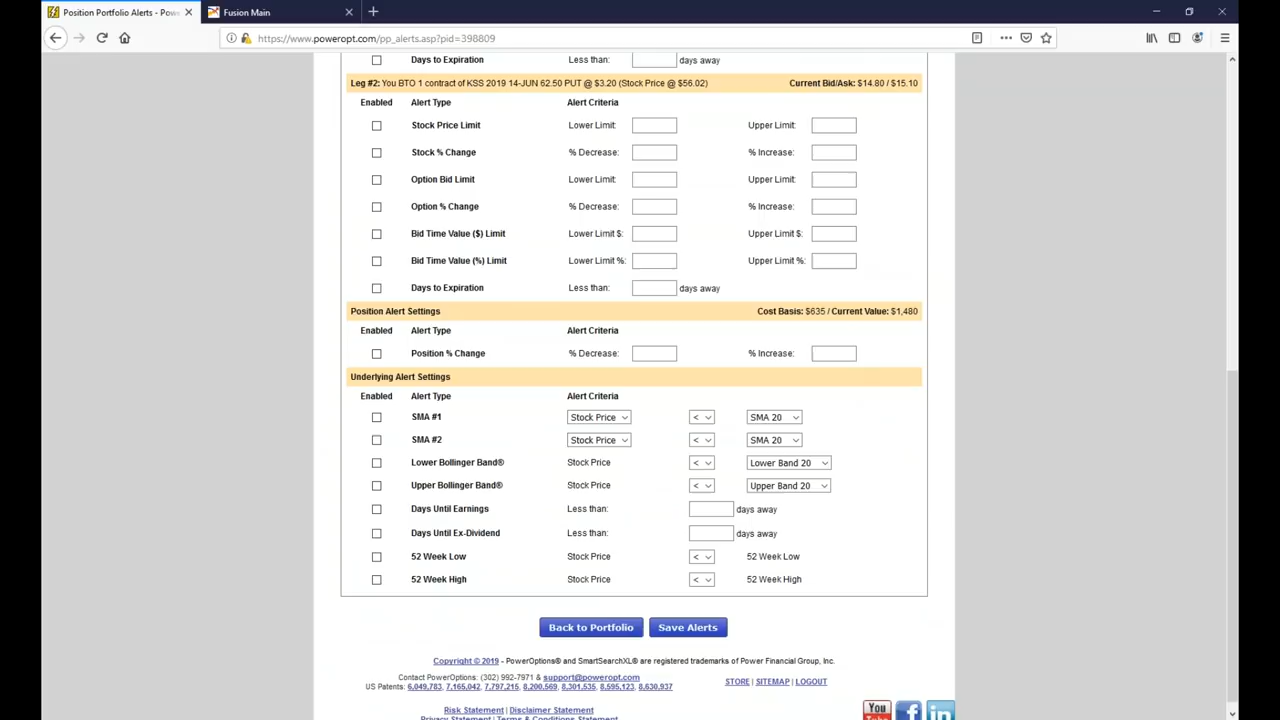 Position Portfolio Alerts - Pow
Fusion Main
https://www.poweropt.com/pp_alerts.asp?pid=398809
Days to Expiration Less than: days away
Leg #2: You BTO 1 contract of KSS 2019 14-JUN 62.50 PUT @ $3.20 (Stock Price @ $56.02) Current Bid/Ask: $14.80 / $15.10
Enabled Alert Type Alert Criteria
Stock Price Limit Lower Limit: Upper Limit:
Stock % Change % Decrease: % Increase:
Option Bid Limit Lower Limit: Upper Limit:
Option % Change % Decrease: % Increase:
Bid Time Value ($) Limit Lower Limit $: Upper Limit $:
Bid Time Value (%) Limit Lower Limit %: Upper Limit %:
Days to Expiration Less than: days away
Position Alert Settings Cost Basis: $635 / Current Value: $1,480
Enabled Alert Type Alert Criteria
Position % Change % Decrease: % Increase:
Underlying Alert Settings
Enabled Alert Type Alert Criteria
SMA #1 Stock Price < SMA 20
SMA #2 Stock Price < SMA 20
Lower Bollinger Band® Stock Price < Lower Band 20
Upper Bollinger Band® Stock Price < Upper Band 20
Days Until Earnings Less than: days away
Days Until Ex-Dividend Less than: days away
52 Week Low Stock Price < 52 Week Low
52 Week High Stock Price < 52 Week High
Back to Portfolio Save Alerts
Copyright © 2019 - PowerOptions® and SmartSearchXL® are registered trademarks of Power Financial Group, Inc.
Contact PowerOptions: (302) 992-7971 & support@poweropt.com
US Patents: 6,049,783, 7,165,042, 7,797,215, 8,200,569, 8,301,535, 8,595,123, 8,630,937
STORE | SITEMAP | LOGOUT
Risk Statement | Disclaimer Statement
Privacy Statement | Terms & Conditions Statement
You
Tube
f
in